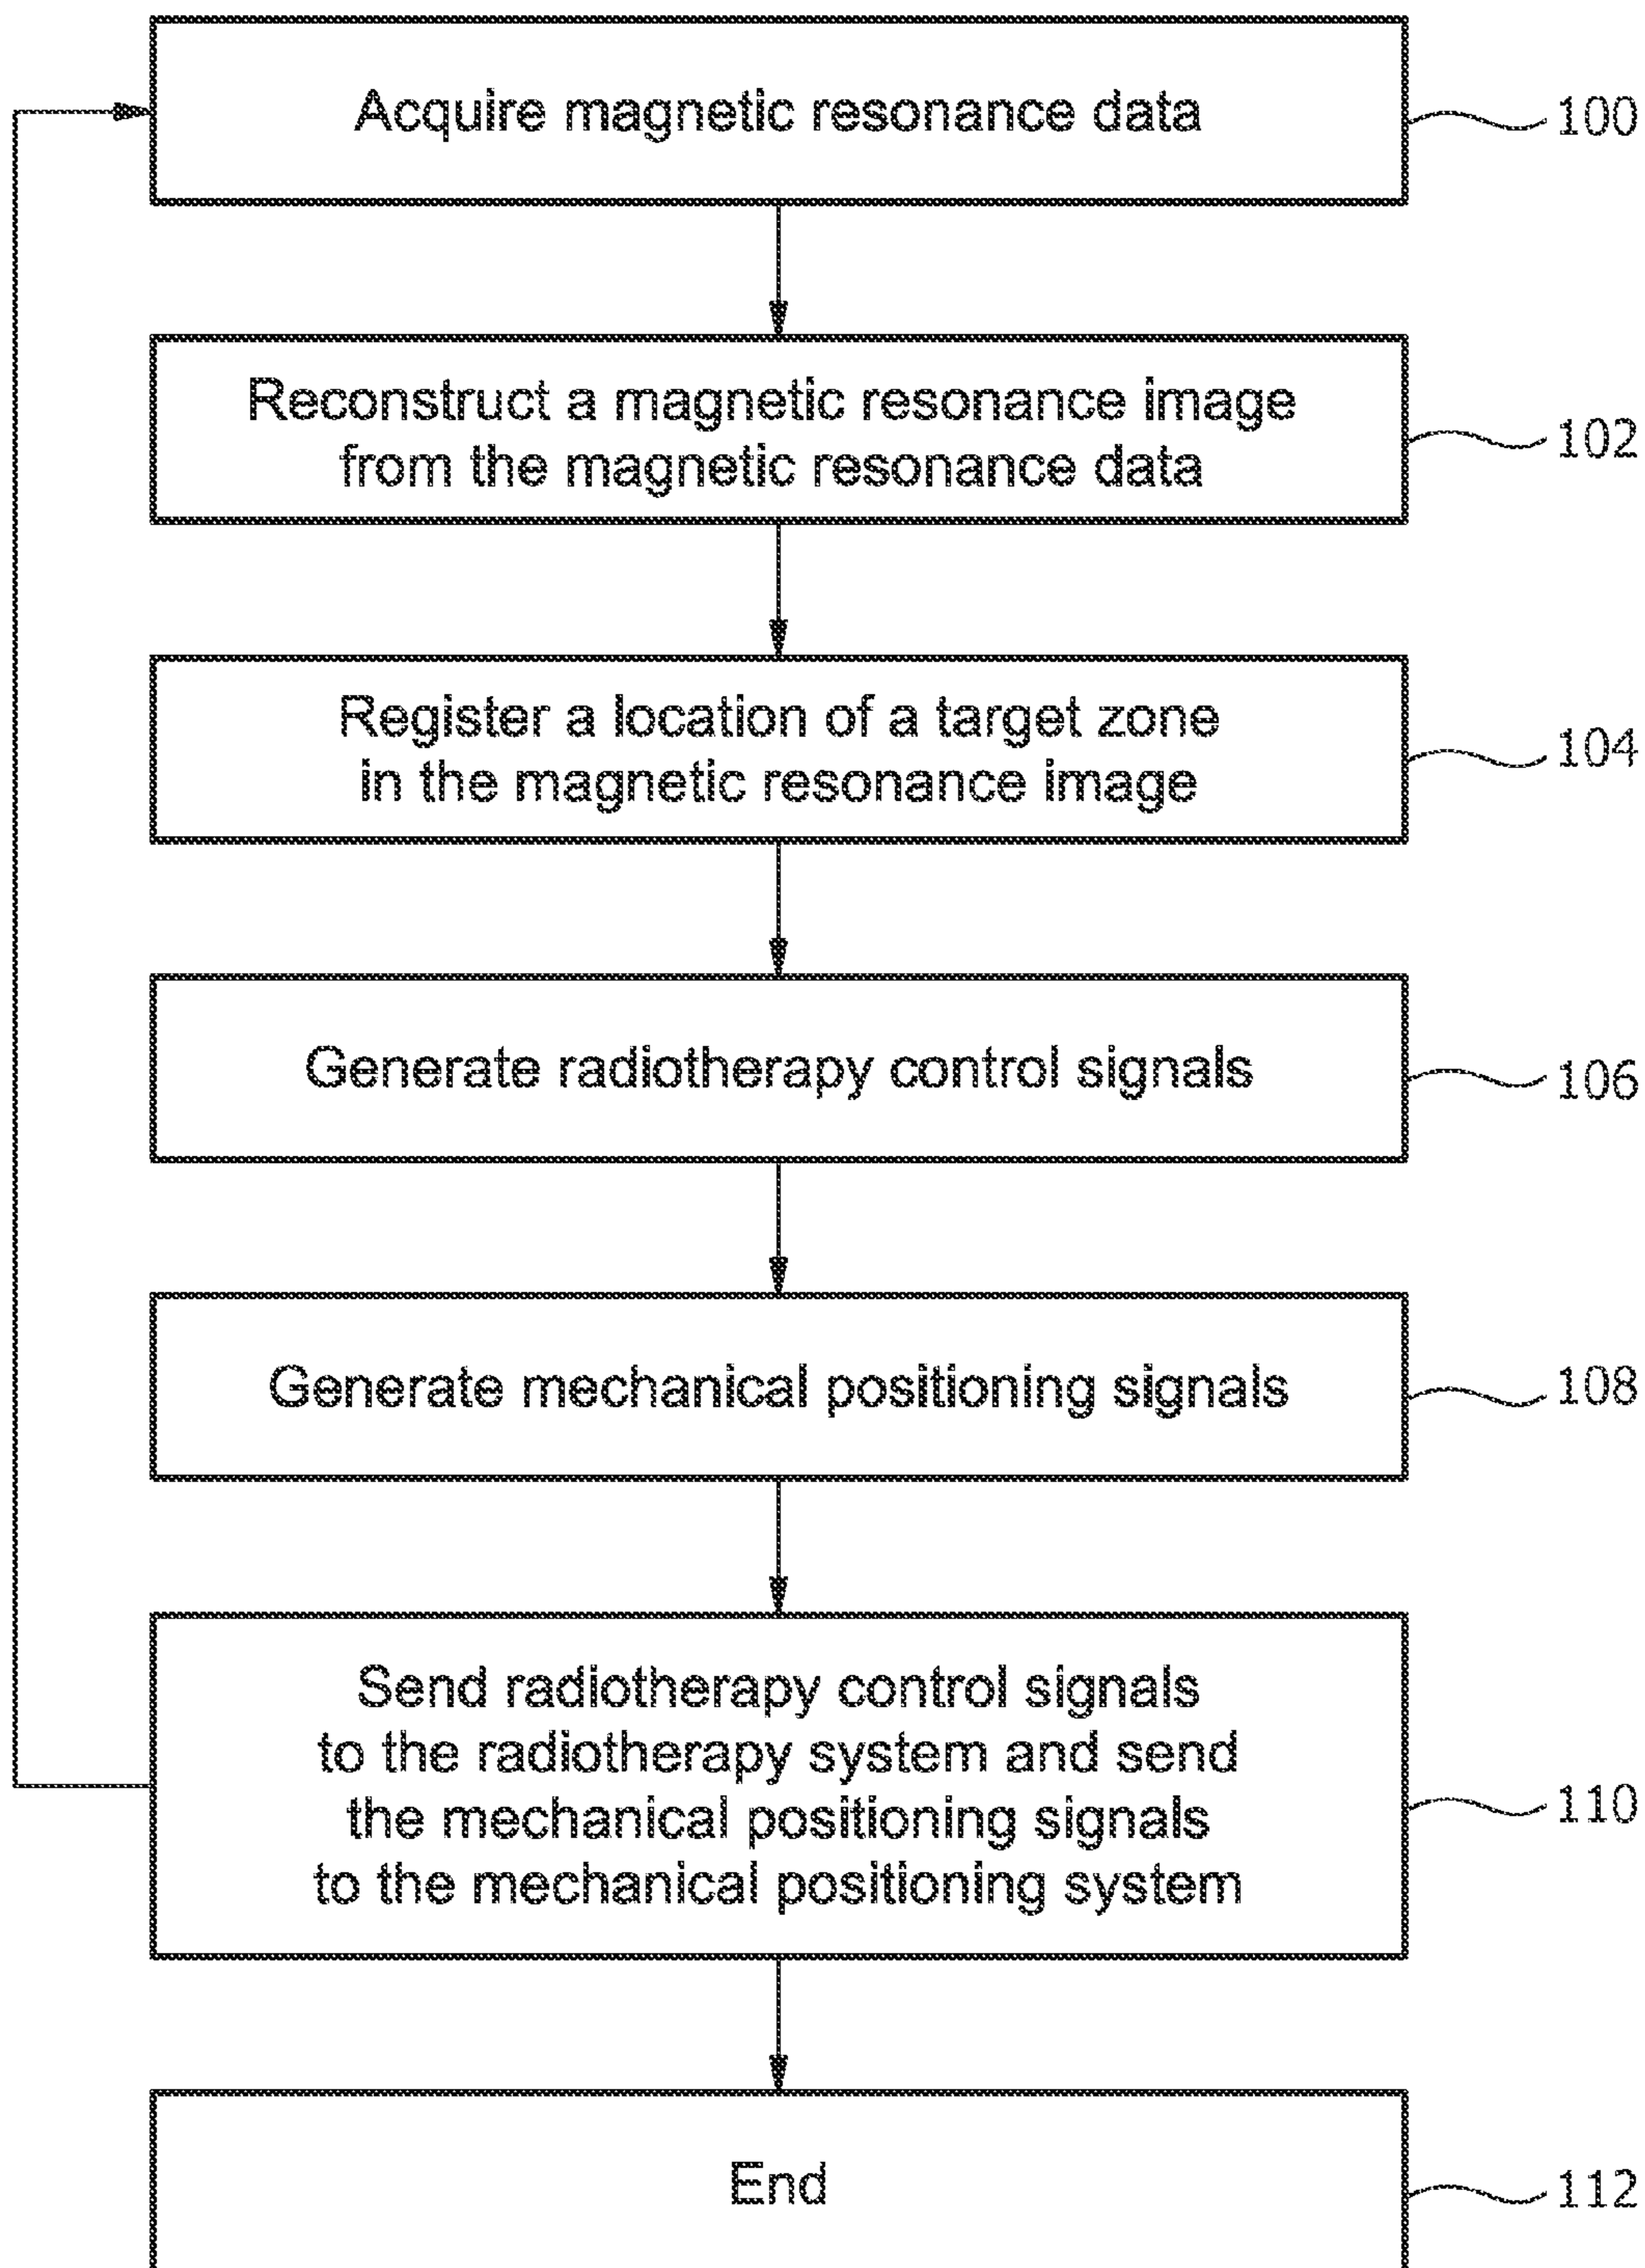 Acquire magnetic resonance data
100
Reconstruct a magnetic resonance image
from the magnetic resonance data
102
Register a location of a target zone
in the magnetic resonance image
104
Generate radiotherapy control signals
106
Generate mechanical positioning signals
108
Send radiotherapy control signals
to the radiotherapy system and send
the mechanical positioning signals
to the mechanical positioning system
110
End
112